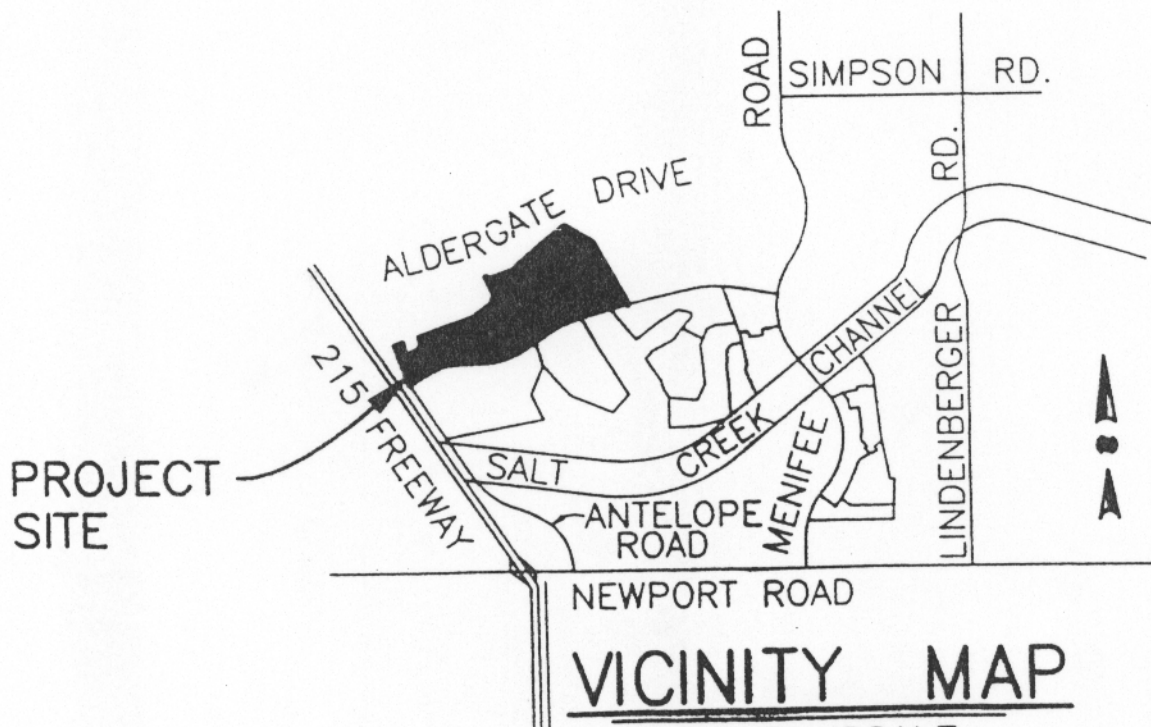 ROAD
SIMPSON RD.
RD.
ALDERGATE DRIVE
215 FREEWAY
CHANNEL
LINDENBERGER
SALT CREEK
MENIFEE
PROJECT
SITE
ANTELOPE
ROAD
NEWPORT ROAD
VICINITY MAP